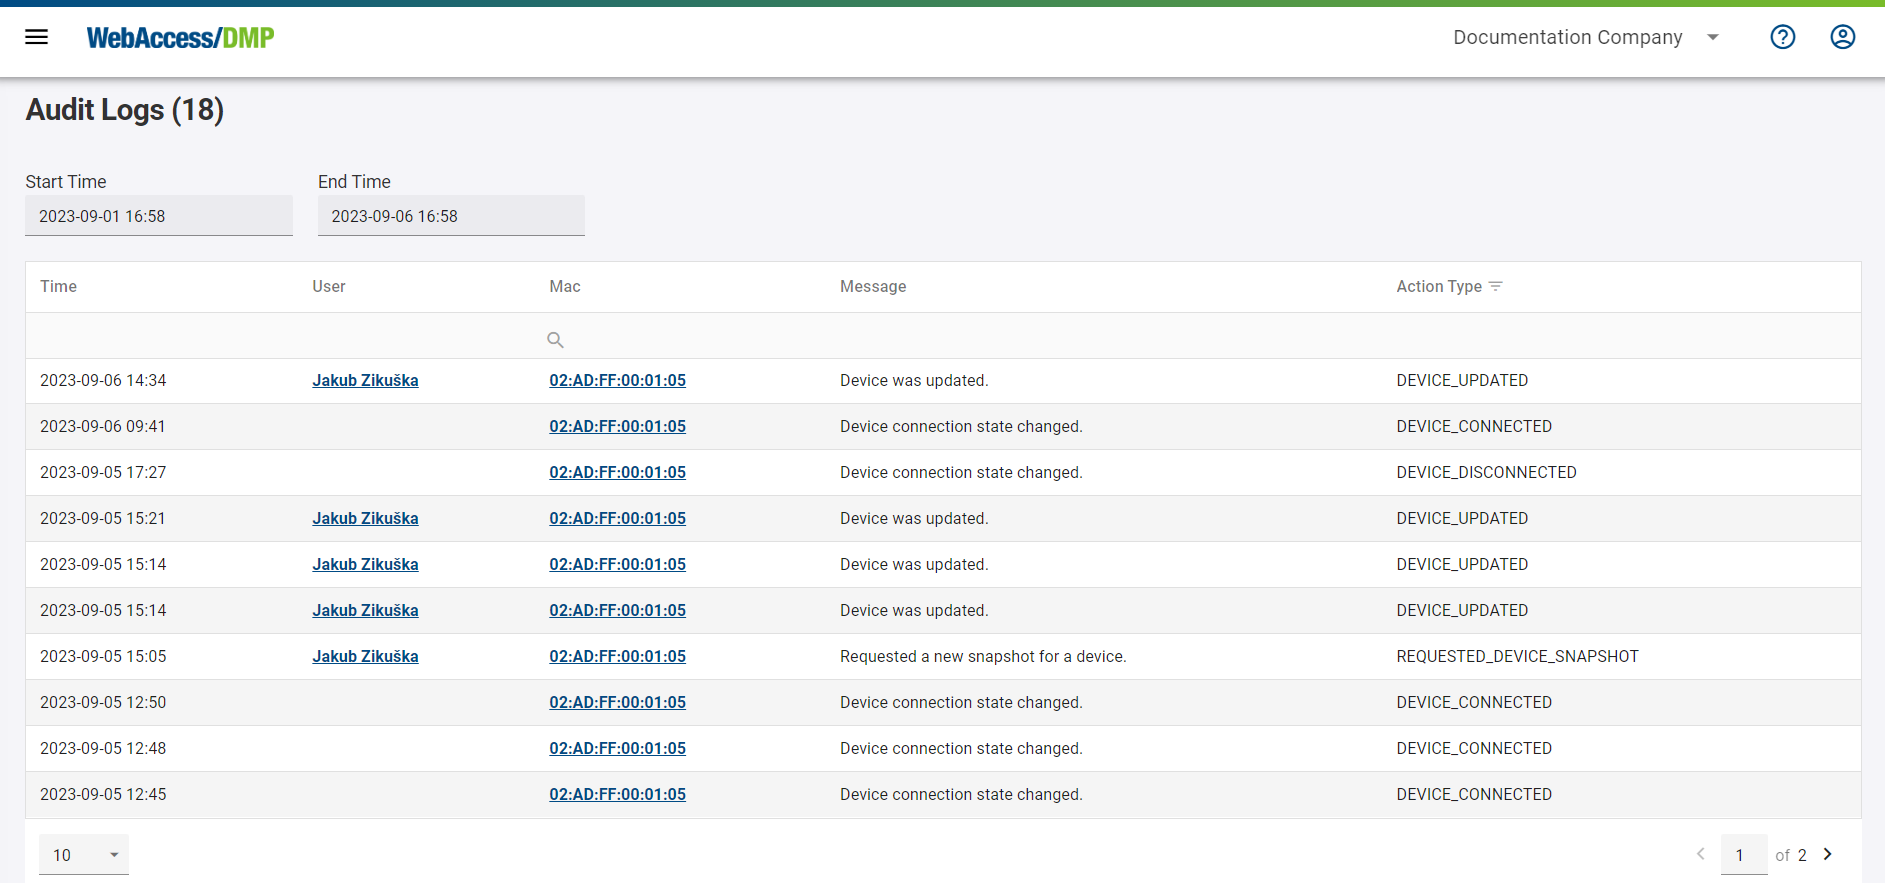 WebAccess/DMP Documentation Company
Audit Logs (18)
Start Time End Time
2023-09-01 16:58 2023-09-06 16:58
Time User Mac Message Action Type
2023-09-06 14:34 Jakub Zikuška 02:AD:FF:00:01:05 Device was updated. DEVICE_UPDATED
2023-09-06 09:41 02:AD:FF:00:01:05 Device connection state changed. DEVICE_CONNECTED
2023-09-05 17:27 02:AD:FF:00:01:05 Device connection state changed. DEVICE_DISCONNECTED
2023-09-05 15:21 Jakub Zikuška 02:AD:FF:00:01:05 Device was updated. DEVICE_UPDATED
2023-09-05 15:14 Jakub Zikuška 02:AD:FF:00:01:05 Device was updated. DEVICE_UPDATED
2023-09-05 15:14 Jakub Zikuška 02:AD:FF:00:01:05 Device was updated. DEVICE_UPDATED
2023-09-05 15:05 Jakub Zikuška 02:AD:FF:00:01:05 Requested a new snapshot for a device. REQUESTED_DEVICE_SNAPSHOT
2023-09-05 12:50 02:AD:FF:00:01:05 Device connection state changed. DEVICE_CONNECTED
2023-09-05 12:48 02:AD:FF:00:01:05 Device connection state changed. DEVICE_CONNECTED
2023-09-05 12:45 02:AD:FF:00:01:05 Device connection state changed. DEVICE_CONNECTED
10 1 of 2